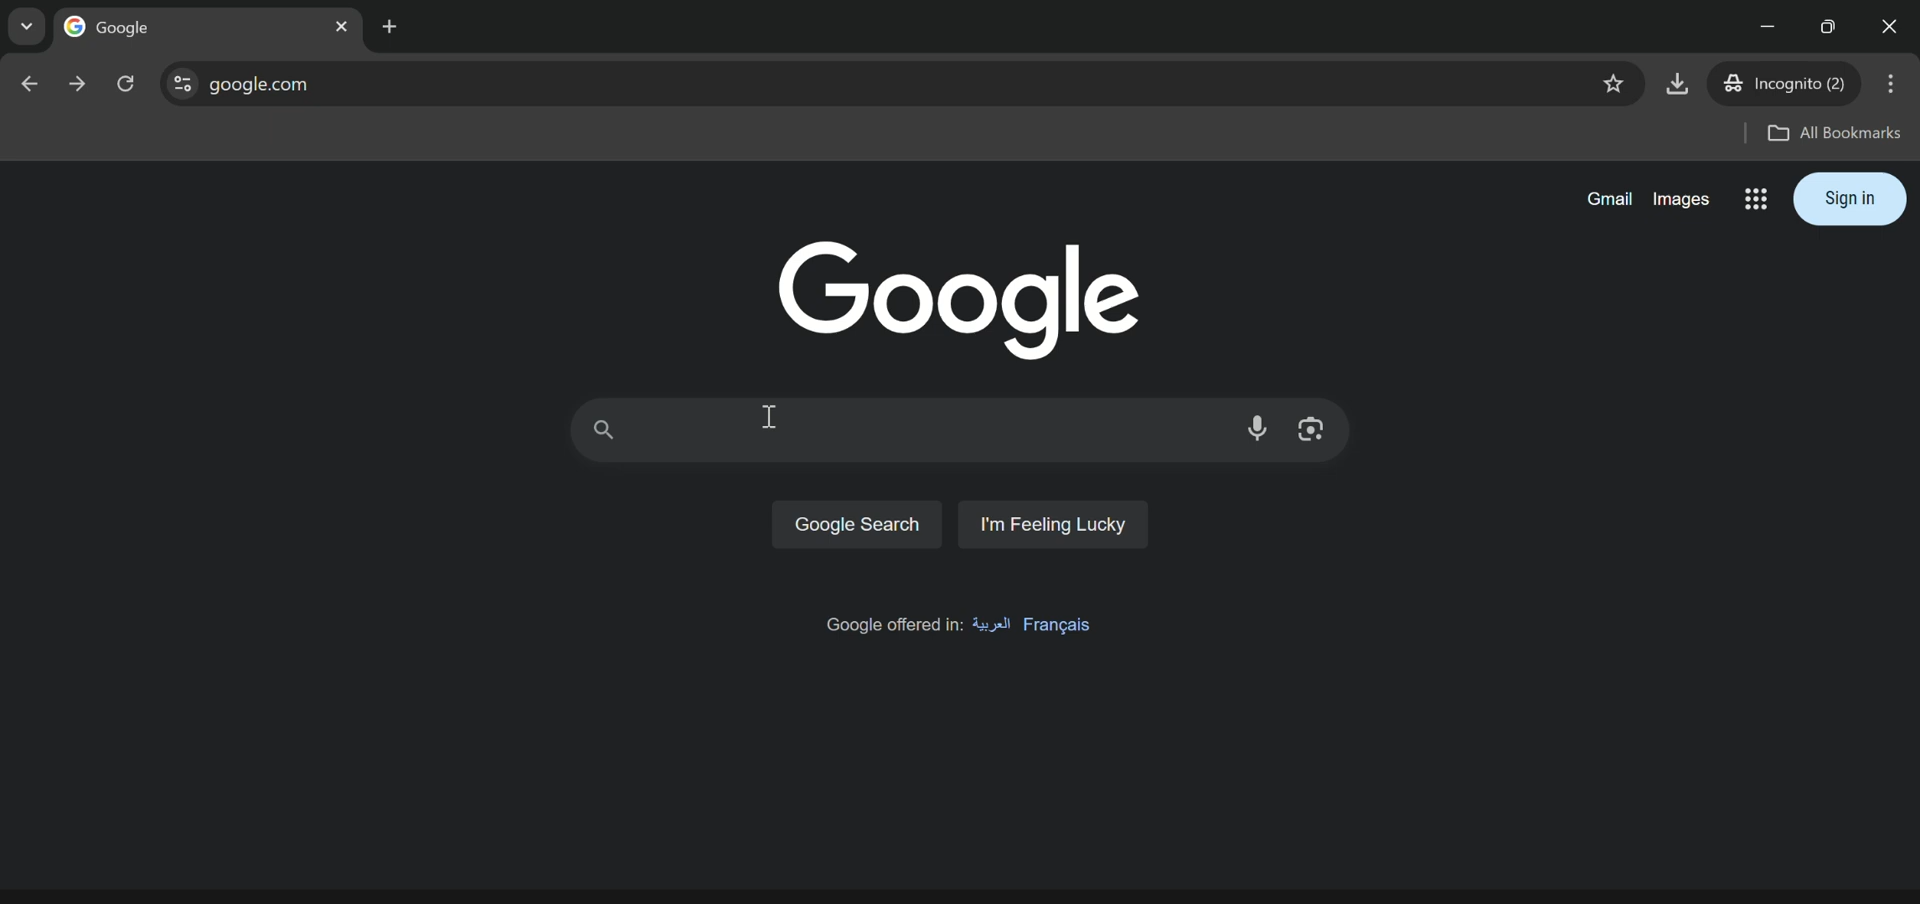 Google
google.com
Incognito (2)
All Bookmarks
Gmail Images Sign in
Google
Google Search I'm Feeling Lucky
Google offered in: العربية Français